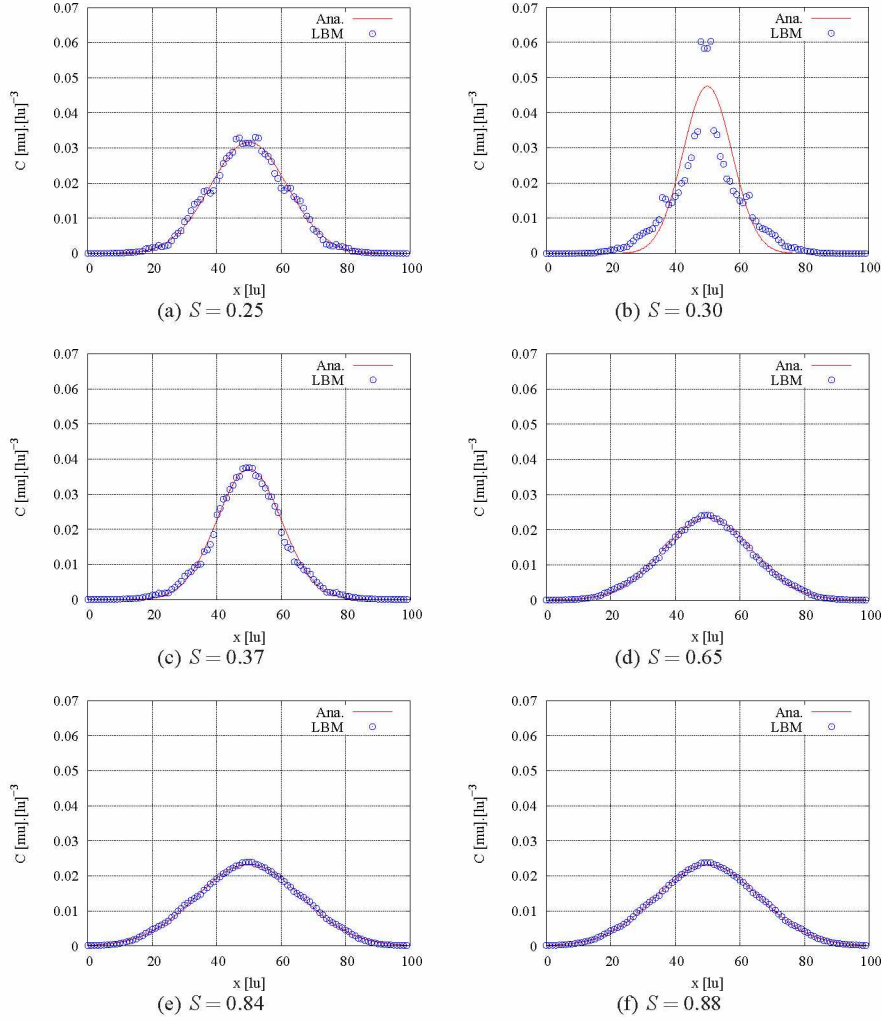 0.07
0.06
0.05
0.04
0.03
0.02
0.01
0
C [mu].[lu]⁻³
Ana.
LBM
0 20 40 60 80 100
x [lu]
(a) S = 0.25
0.07
0.06
0.05
0.04
0.03
0.02
0.01
0
C [mu].[lu]⁻³
Ana.
LBM
0 20 40 60 80 100
x [lu]
(b) S = 0.30
0.07
0.06
0.05
0.04
0.03
0.02
0.01
0
C [mu].[lu]⁻³
Ana.
LBM
0 20 40 60 80 100
x [lu]
(c) S = 0.37
0.07
0.06
0.05
0.04
0.03
0.02
0.01
0
C [mu].[lu]⁻³
Ana.
LBM
0 20 40 60 80 100
x [lu]
(d) S = 0.65
0.07
0.06
0.05
0.04
0.03
0.02
0.01
0
C [mu].[lu]⁻³
Ana.
LBM
0 20 40 60 80 100
x [lu]
(e) S = 0.84
0.07
0.06
0.05
0.04
0.03
0.02
0.01
0
C [mu].[lu]⁻³
Ana.
LBM
0 20 40 60 80 100
x [lu]
(f) S = 0.88